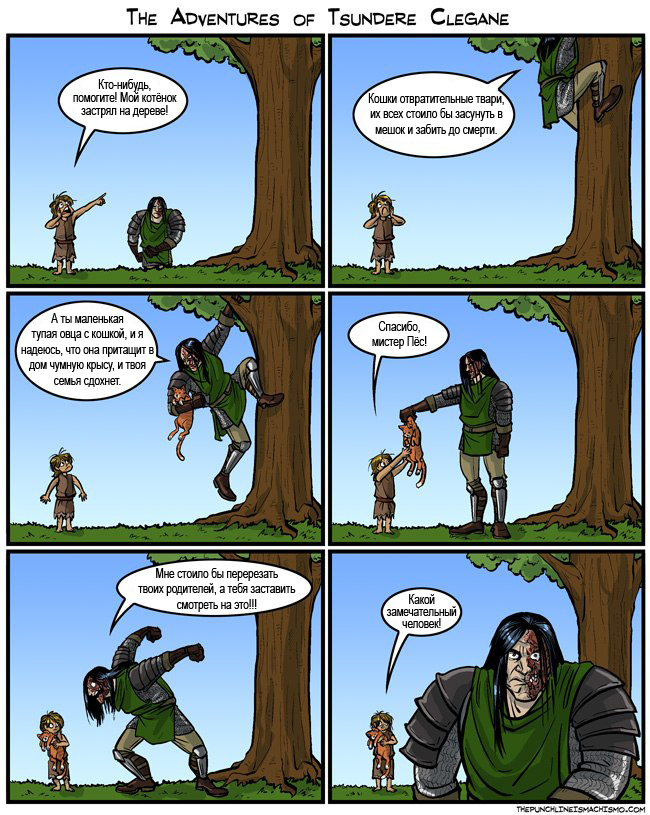 The Adventures of Tsundere Clegane
Кто-нибудь,
помогите! Мой котёнок
застрял на дереве!
Кошки отвратительные твари,
их всех стоило бы засунуть в
мешок и забить до смерти.
А ты маленькая
тупая овца с кошкой, и я
надеюсь, что она притащит в
дом чумную крысу, и твоя
семья сдохнет.
Спасибо,
мистер Пёс!
Мне стоило бы перерезать
твоих родителей, а тебя заставить
смотреть на это!!!
Какой
замечательный
человек!
THEPUNCHLINEISMACHISMO.COM